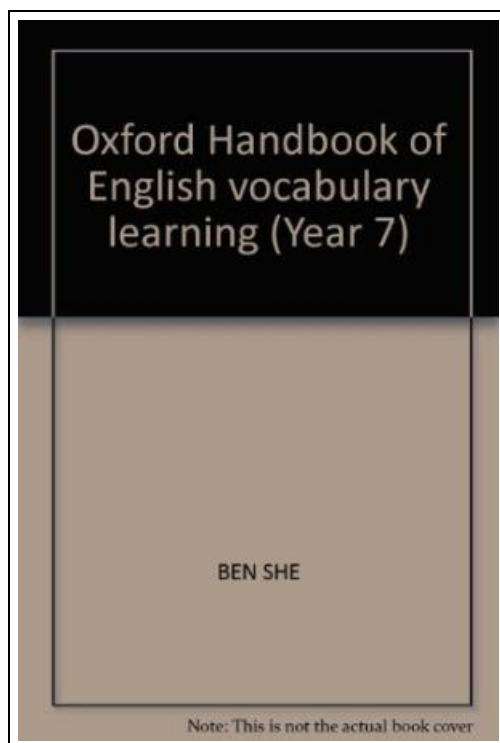 Oxford Handbook of
English vocabulary
learning (Year 7)
BEN SHE
Note: This is not the actual book cover